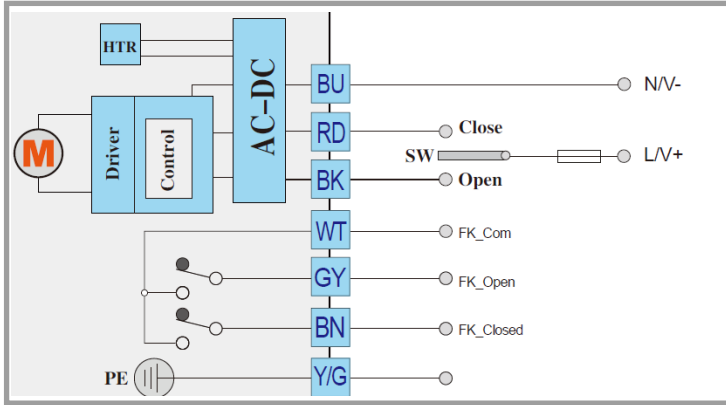 HTR
AC-DC
M
Driver
Control
BU
N/V-
RD
Close
SW
L/V+
BK
Open
WT
FK_Com
GY
FK_Open
BN
FK_Closed
PE
Y/G